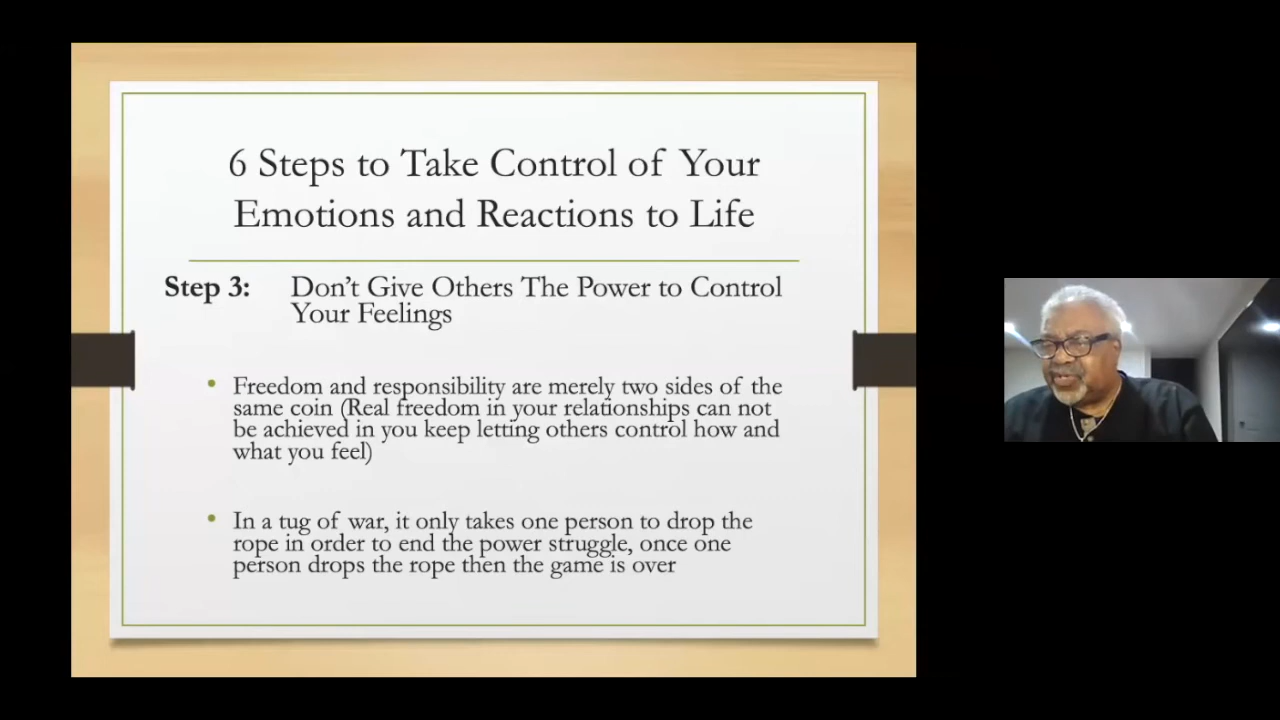 6 Steps to Take Control of Your
Emotions and Reactions to Life
Step 3: Don't Give Others The Power to Control
Your Feelings
• Freedom and responsibility are merely two sides of the
same coin (Real freedom in your relationships can not
be achieved in you keep letting others control how and
what you feel)
• In a tug of war, it only takes one person to drop the
rope in order to end the power struggle, once one
person drops the rope then the game is over